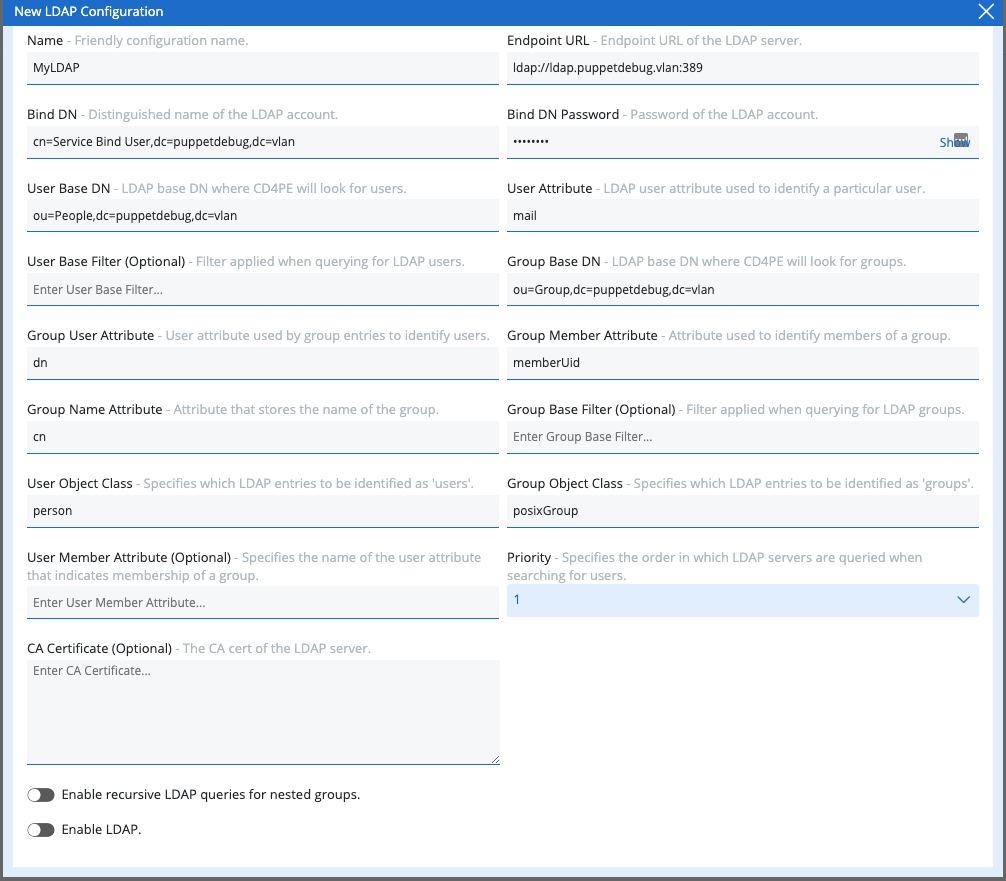 New LDAP Configuration
Name - Friendly configuration name.
MyLDAP
Endpoint URL - Endpoint URL of the LDAP server.
ldap://ldap.puppetdebug.vlan:389
Bind DN - Distinguished name of the LDAP account.
cn=Service Bind User,dc=puppetdebug,dc=vlan
Bind DN Password - Password of the LDAP account.
••••••••
Show
User Base DN - LDAP base DN where CD4PE will look for users.
ou=People,dc=puppetdebug,dc=vlan
User Attribute - LDAP user attribute used to identify a particular user.
mail
User Base Filter (Optional) - Filter applied when querying for LDAP users.
Enter User Base Filter...
Group Base DN - LDAP base DN where CD4PE will look for groups.
ou=Group,dc=puppetdebug,dc=vlan
Group User Attribute - User attribute used by group entries to identify users.
dn
Group Member Attribute - Attribute used to identify members of a group.
memberUid
Group Name Attribute - Attribute that stores the name of the group.
cn
Group Base Filter (Optional) - Filter applied when querying for LDAP groups.
Enter Group Base Filter...
User Object Class - Specifies which LDAP entries to be identified as 'users'.
person
Group Object Class - Specifies which LDAP entries to be identified as 'groups'.
posixGroup
User Member Attribute (Optional) - Specifies the name of the user attribute
that indicates membership of a group.
Enter User Member Attribute...
Priority - Specifies the order in which LDAP servers are queried when
searching for users.
1
CA Certificate (Optional) - The CA cert of the LDAP server.
Enter CA Certificate...
Enable recursive LDAP queries for nested groups.
Enable LDAP.